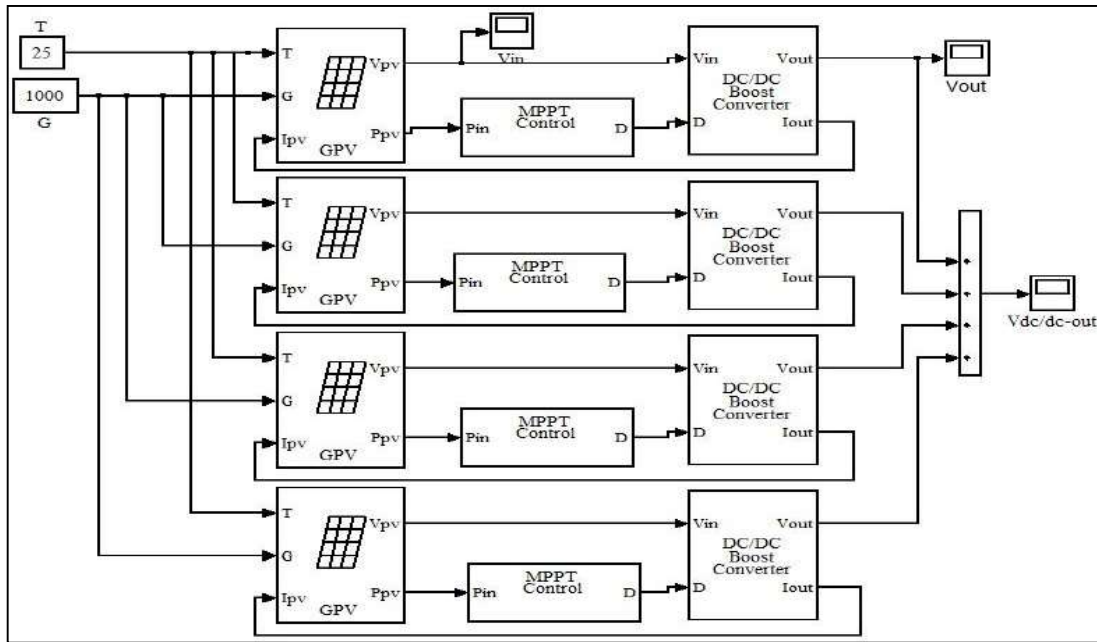 T
25
1000
G
T
G
Ipv
Vpv
Ppv
GPV
Vin
Pin
MPPT
Control
D
Vin
D
DC/DC
Boost
Converter
Vout
Iout
Vout
T
G
Ipv
Vpv
Ppv
GPV
Pin
MPPT
Control
D
Vin
D
DC/DC
Boost
Converter
Vout
Iout
+
+
+
+
Vdc/dc-out
T
G
Ipv
Vpv
Ppv
GPV
Pin
MPPT
Control
D
Vin
D
DC/DC
Boost
Converter
Vout
Iout
T
G
Ipv
Vpv
Ppv
GPV
Pin
MPPT
Control
D
Vin
D
DC/DC
Boost
Converter
Vout
Iout